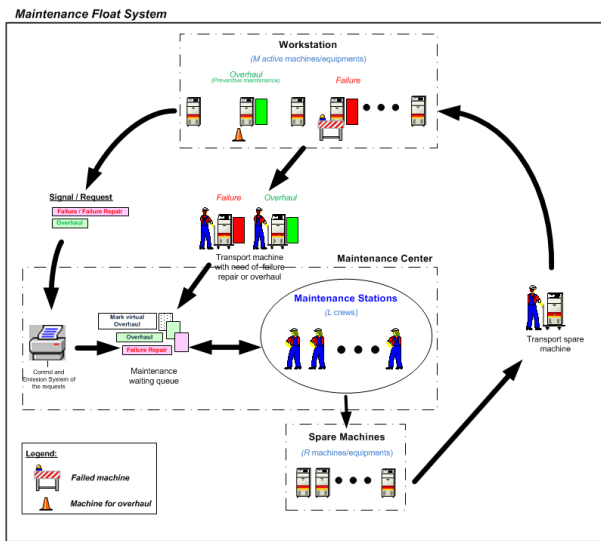 Maintenance Float System
Workstation
(M active machines/equipments)
Overhaul
(Preventive maintenance)
Failure
Signal / Request
Failure / Failure Repair
Overhaul
Failure
Overhaul
Transport machine
with need of failure
repair or overhaul
Maintenance Center
Mark virtual
Overhaul
Overhaul
Failure Repair
Maintenance
waiting queue
Control and
Emission System of
the requests
Maintenance Stations
(L crews)
Transport spare
machine
Spare Machines
(R machines/equipments)
Legend:
Failed machine
Machine for overhaul